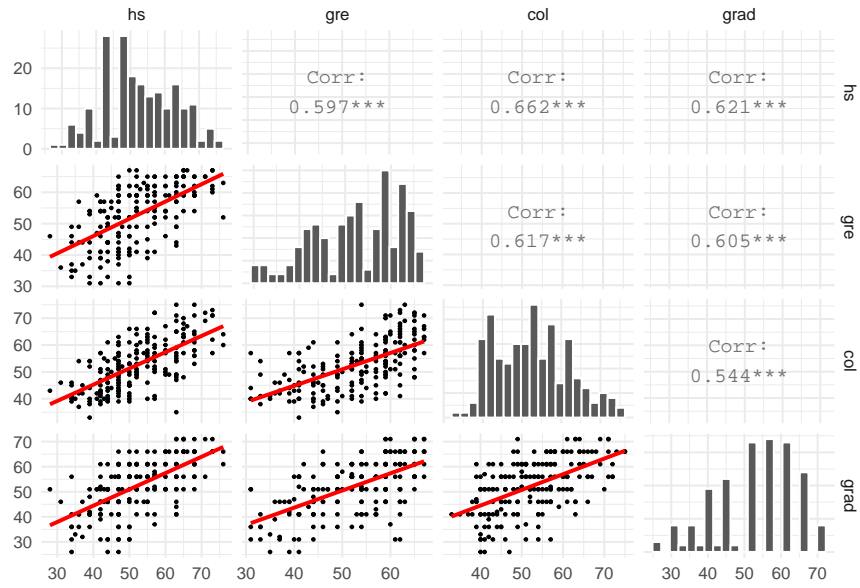 hs gre col grad
20
10
0
Corr:
0.597***
Corr:
0.662***
Corr:
0.621***
hs
60
50
40
30
Corr:
0.617***
Corr:
0.605***
gre
70
60
50
40
Corr:
0.544***
col
70
60
50
40
30
grad
30 40 50 60 70
30 40 50 60
40 50 60 70
30 40 50 60 70